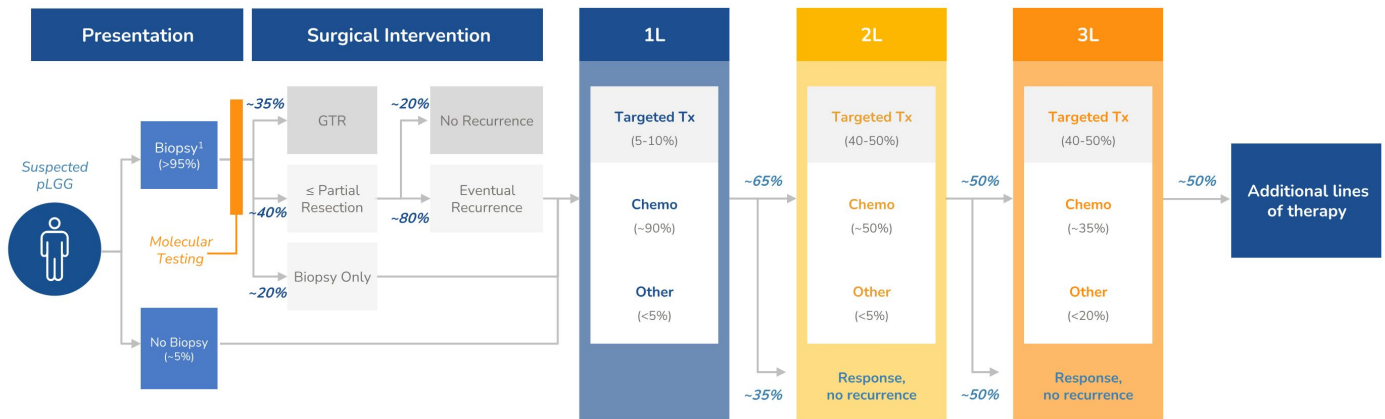 Presentation
Surgical Intervention
1L
2L
3L
Suspected
pLGG
Biopsy1
(>95%)
No Biopsy
(~5%)
Molecular
Testing
~35%
GTR
~40%
≤ Partial
Resection
~20%
Biopsy Only
~20%
No Recurrence
~80%
Eventual
Recurrence
Targeted Tx
(5-10%)
Chemo
(~90%)
Other
(<5%)
~65%
~35%
Targeted Tx
(40-50%)
Chemo
(~50%)
Other
(<5%)
Response,
no recurrence
~50%
~50%
Targeted Tx
(40-50%)
Chemo
(~35%)
Other
(<20%)
Response,
no recurrence
~50%
Additional lines
of therapy